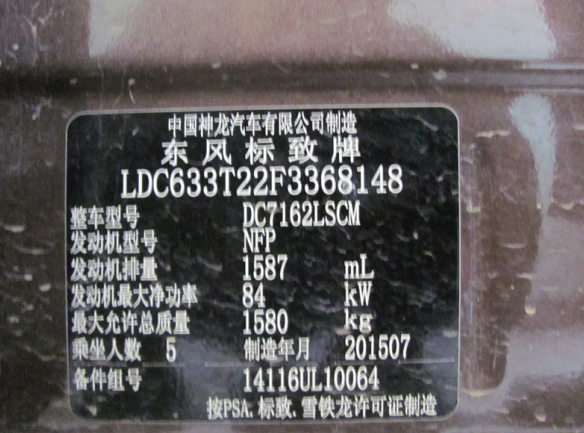 中国神龙汽车有限公司制造
东风标致牌
LDC633T22F3368148
整车型号 DC7162LSCM
发动机型号 NFP
发动机排量 1587 mL
发动机最大净功率 84 kW
最大允许总质量 1580 kg
乘坐人数 5 制造年月 201507
备件组号 14116UL10064
按PSA.标致.雪铁龙许可证制造